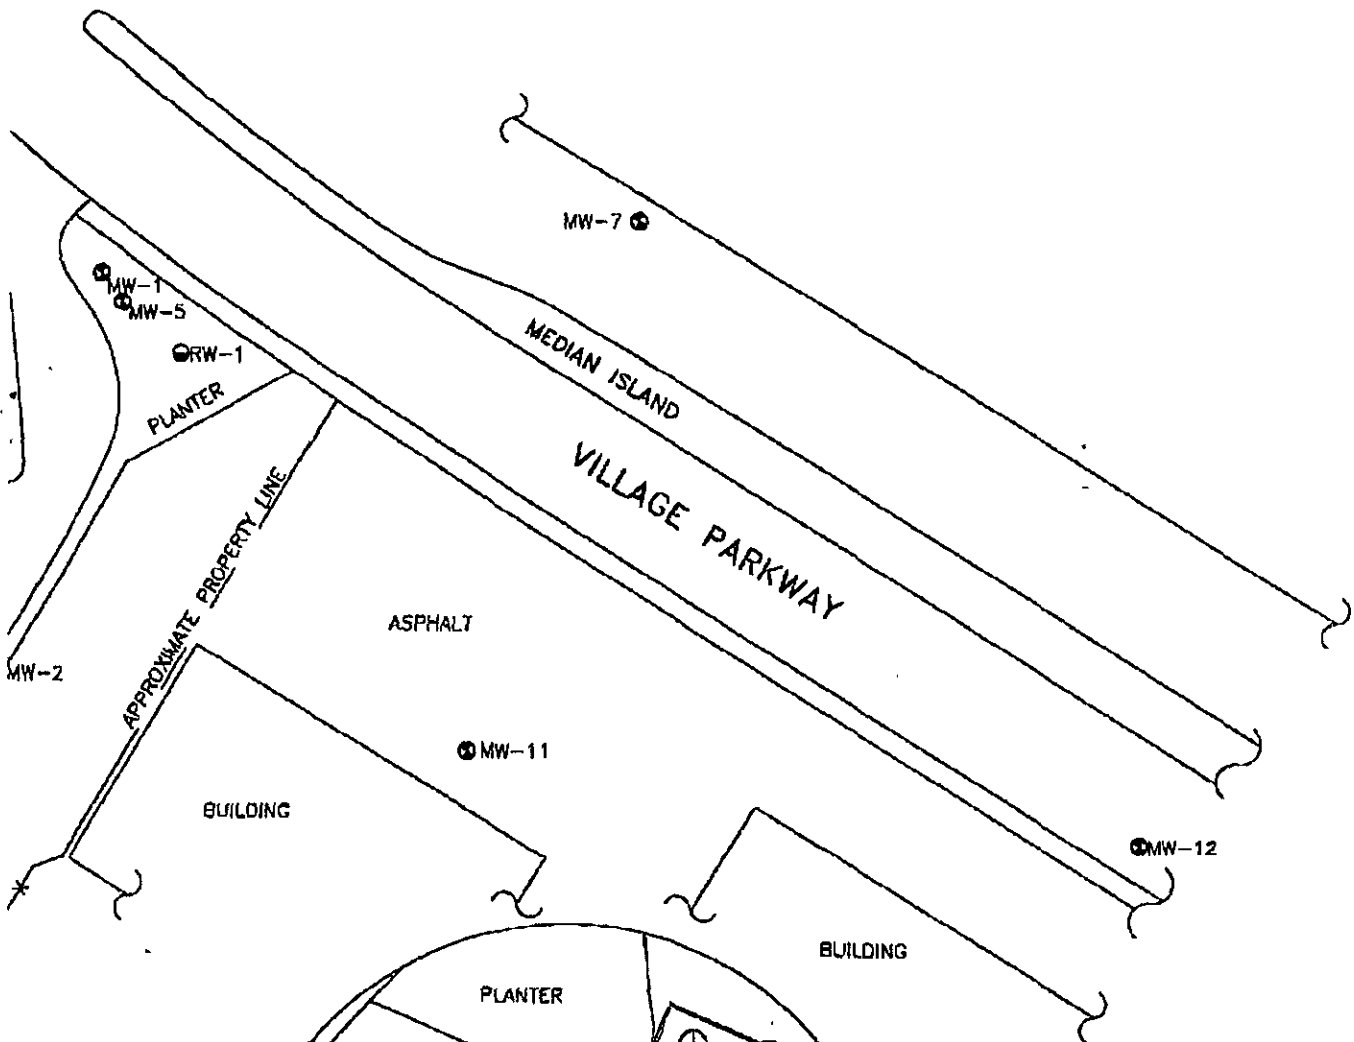 MW-7
MW-1
MW-5
RW-1
PLANTER
MEDIAN ISLAND
VILLAGE PARKWAY
APPROXIMATE PROPERTY LINE
ASPHALT
MW-2
MW-11
BUILDING
MW-12
BUILDING
PLANTER